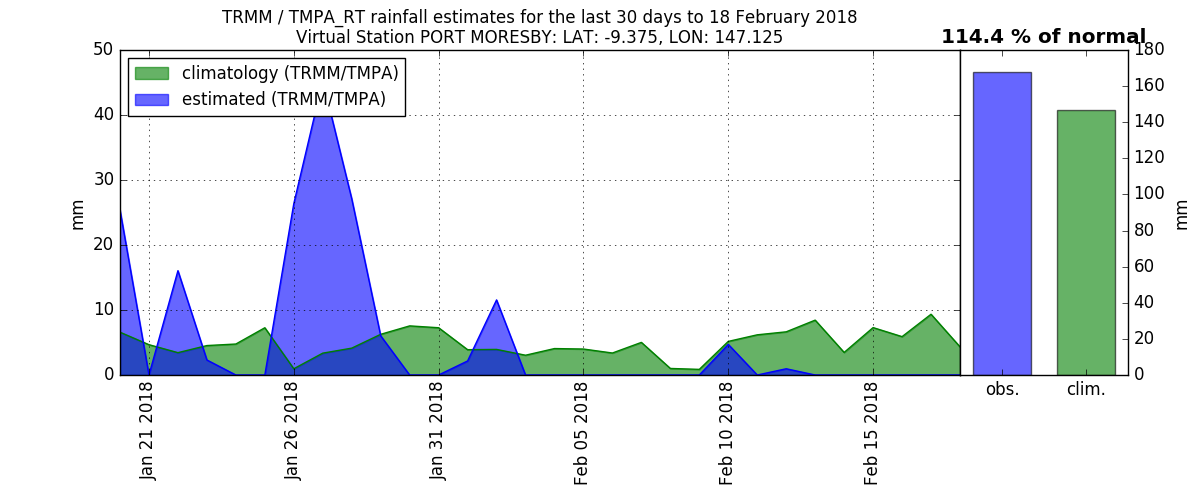 TRMM / TMPA_RT rainfall estimates for the last 30 days to 18 February 2018
Virtual Station PORT MORESBY: LAT: -9.375, LON: 147.125
114.4 % of normal
climatology (TRMM/TMPA)
estimated (TRMM/TMPA)
50
40
30
20
10
0
mm
Jan 21 2018
Jan 26 2018
Jan 31 2018
Feb 05 2018
Feb 10 2018
Feb 15 2018
obs.
clim.
180
160
140
120
100
80
60
40
20
0
mm